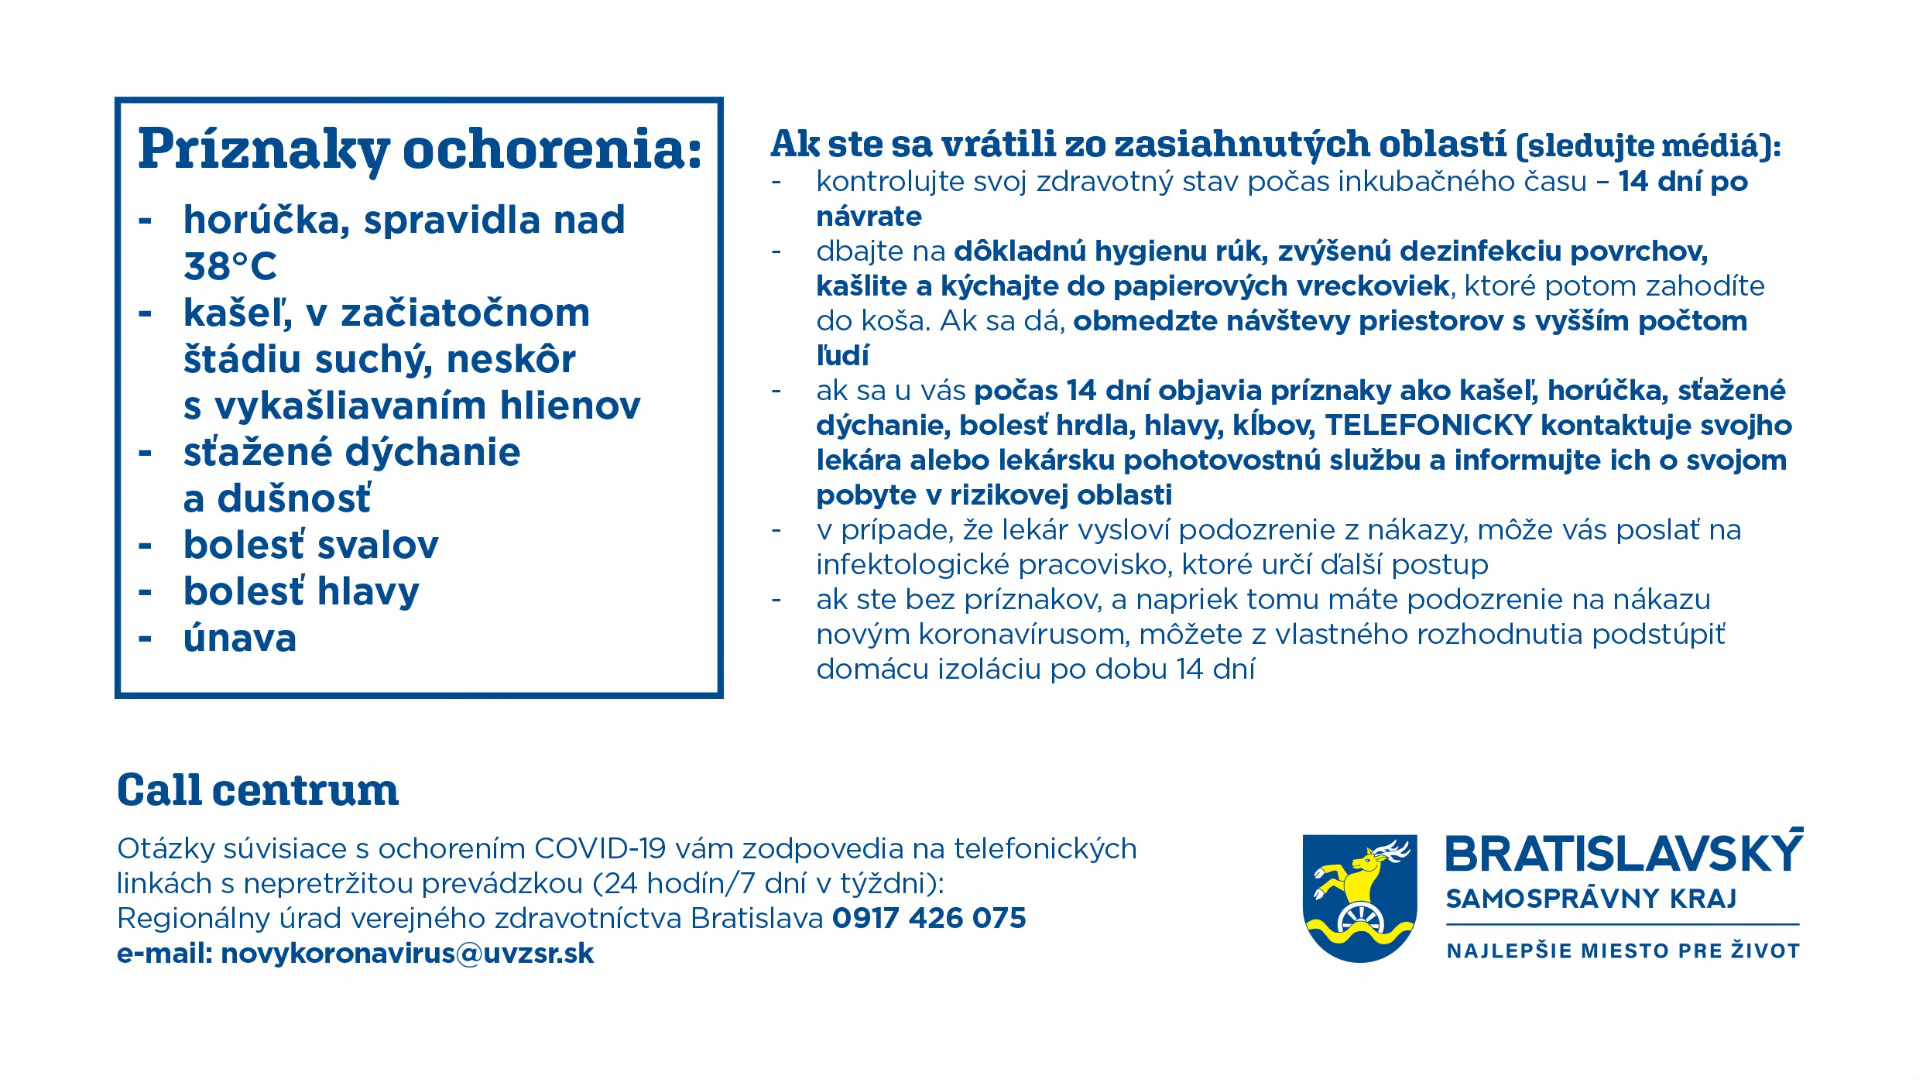 Príznaky ochorenia:
- horúčka, spravidla nad
38°C
- kašeľ, v začiatočnom
štádiu suchý, neskôr
s vykašliavaním hlienov
- sťažené dýchanie
a dušnosť
- bolesť svalov
- bolesť hlavy
- únava
Ak ste sa vrátili zo zasiahnutých oblastí (sledujte médiá):
- kontrolujte svoj zdravotný stav počas inkubačného času – 14 dní po
návrate
- dbajte na dôkladnú hygienu rúk, zvýšenú dezinfekciu povrchov,
kašlite a kýchajte do papierových vreckoviek, ktoré potom zahodíte
do koša. Ak sa dá, obmedzte návštevy priestorov s vyšším počtom
ľudí
- ak sa u vás počas 14 dní objavia príznaky ako kašeľ, horúčka, sťažené
dýchanie, bolesť hrdla, hlavy, kĺbov, TELEFONICKY kontaktuje svojho
lekára alebo lekársku pohotovostnú službu a informujte ich o svojom
pobyte v rizikovej oblasti
- v prípade, že lekár vysloví podozrenie z nákazy, môže vás poslať na
infektologické pracovisko, ktoré určí ďalší postup
- ak ste bez príznakov, a napriek tomu máte podozrenie na nákazu
novým koronavírusom, môžete z vlastného rozhodnutia podstúpiť
domácu izoláciu po dobu 14 dní
Call centrum
Otázky súvisiace s ochorením COVID-19 vám zodpovedia na telefonických
linkách s nepretržitou prevádzkou (24 hodín/7 dní v týždni):
Regionálny úrad verejného zdravotníctva Bratislava 0917 426 075
e-mail: novykoronavirus@uvzsr.sk
BRATISLAVSKÝ
SAMOSPRÁVNY KRAJ
NAJLEPŠIE MIESTO PRE ŽIVOT